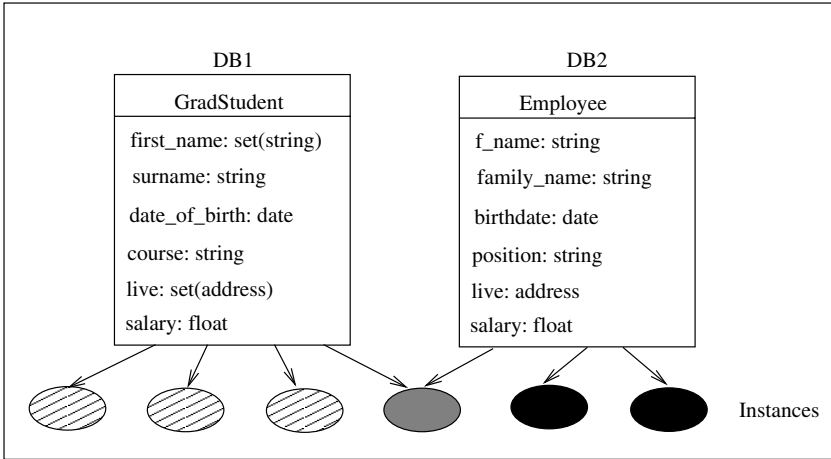 DB1
GradStudent
first_name: set(string)
surname: string
date_of_birth: date
course: string
live: set(address)
salary: float
DB2
Employee
f_name: string
family_name: string
birthdate: date
position: string
live: address
salary: float
Instances